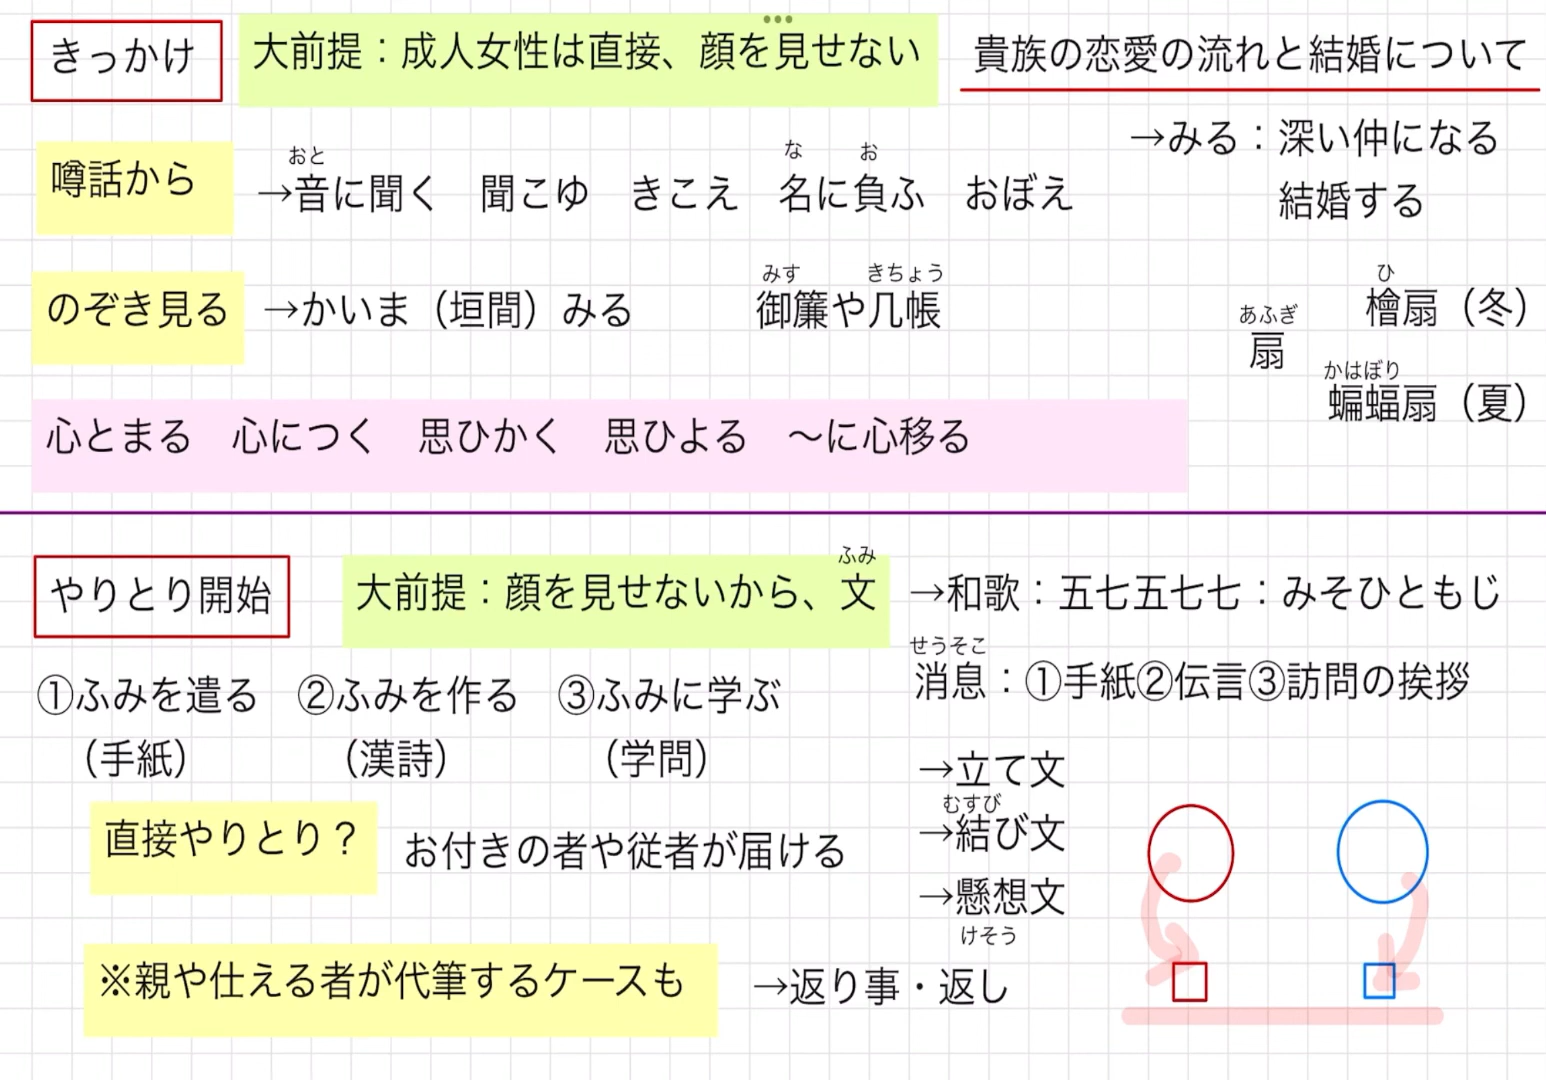 きっかけ
大前提：成人女性は直接、顔を見せない
貴族の恋愛の流れと結婚について
→みる：深い仲になる
結婚する
噂話から
おと
な
お
→音に聞く　聞こゆ　きこえ　名に負ふ　おぼえ
のぞき見る
→かいま（垣間）みる
みす
きちょう
御簾や几帳
あふぎ
扇
ひ
檜扇（冬）
かはぼり
蝙蝠扇（夏）
心とまる　心につく　思ひかく　思ひよる　～に心移る
やりとり開始
ふみ
大前提：顔を見せないから、文
→和歌：五七五七七：みそひともじ
せうそこ
消息：①手紙②伝言③訪問の挨拶
①ふみを遣る　②ふみを作る　③ふみに学ぶ
（手紙）　（漢詩）　（学問）
→立て文
むすび
→結び文
→懸想文
けそう
直接やりとり？
お付きの者や従者が届ける
※親や仕える者が代筆するケースも
→返り事・返し